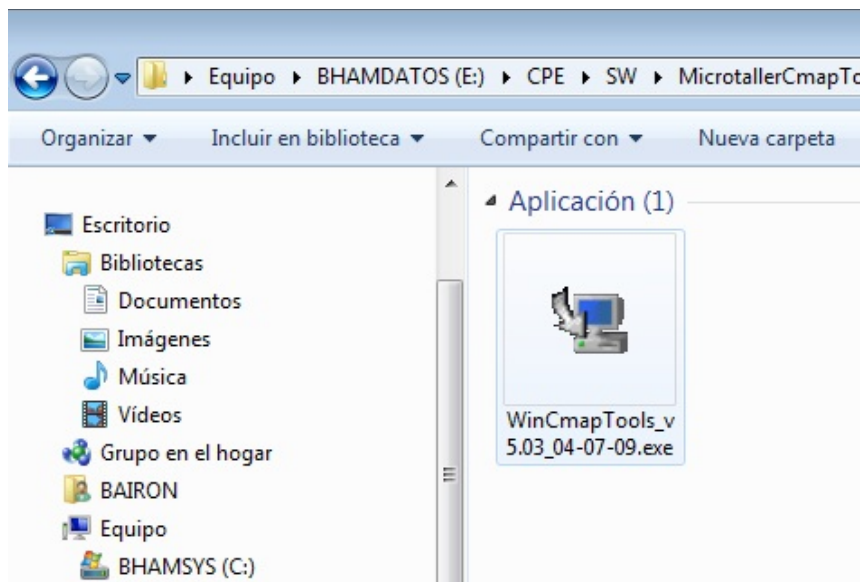 Equipo BHAMDATOS (E:) CPE SW MicrotallerCmapTo
Organizar Incluir en biblioteca Compartir con Nueva carpeta
Escritorio
Bibliotecas
Documentos
Imágenes
Música
Vídeos
Grupo en el hogar
BAIRON
Equipo
BHAMSYS (C:)
Aplicación (1)
WinCmapTools_v
5.03_04-07-09.exe